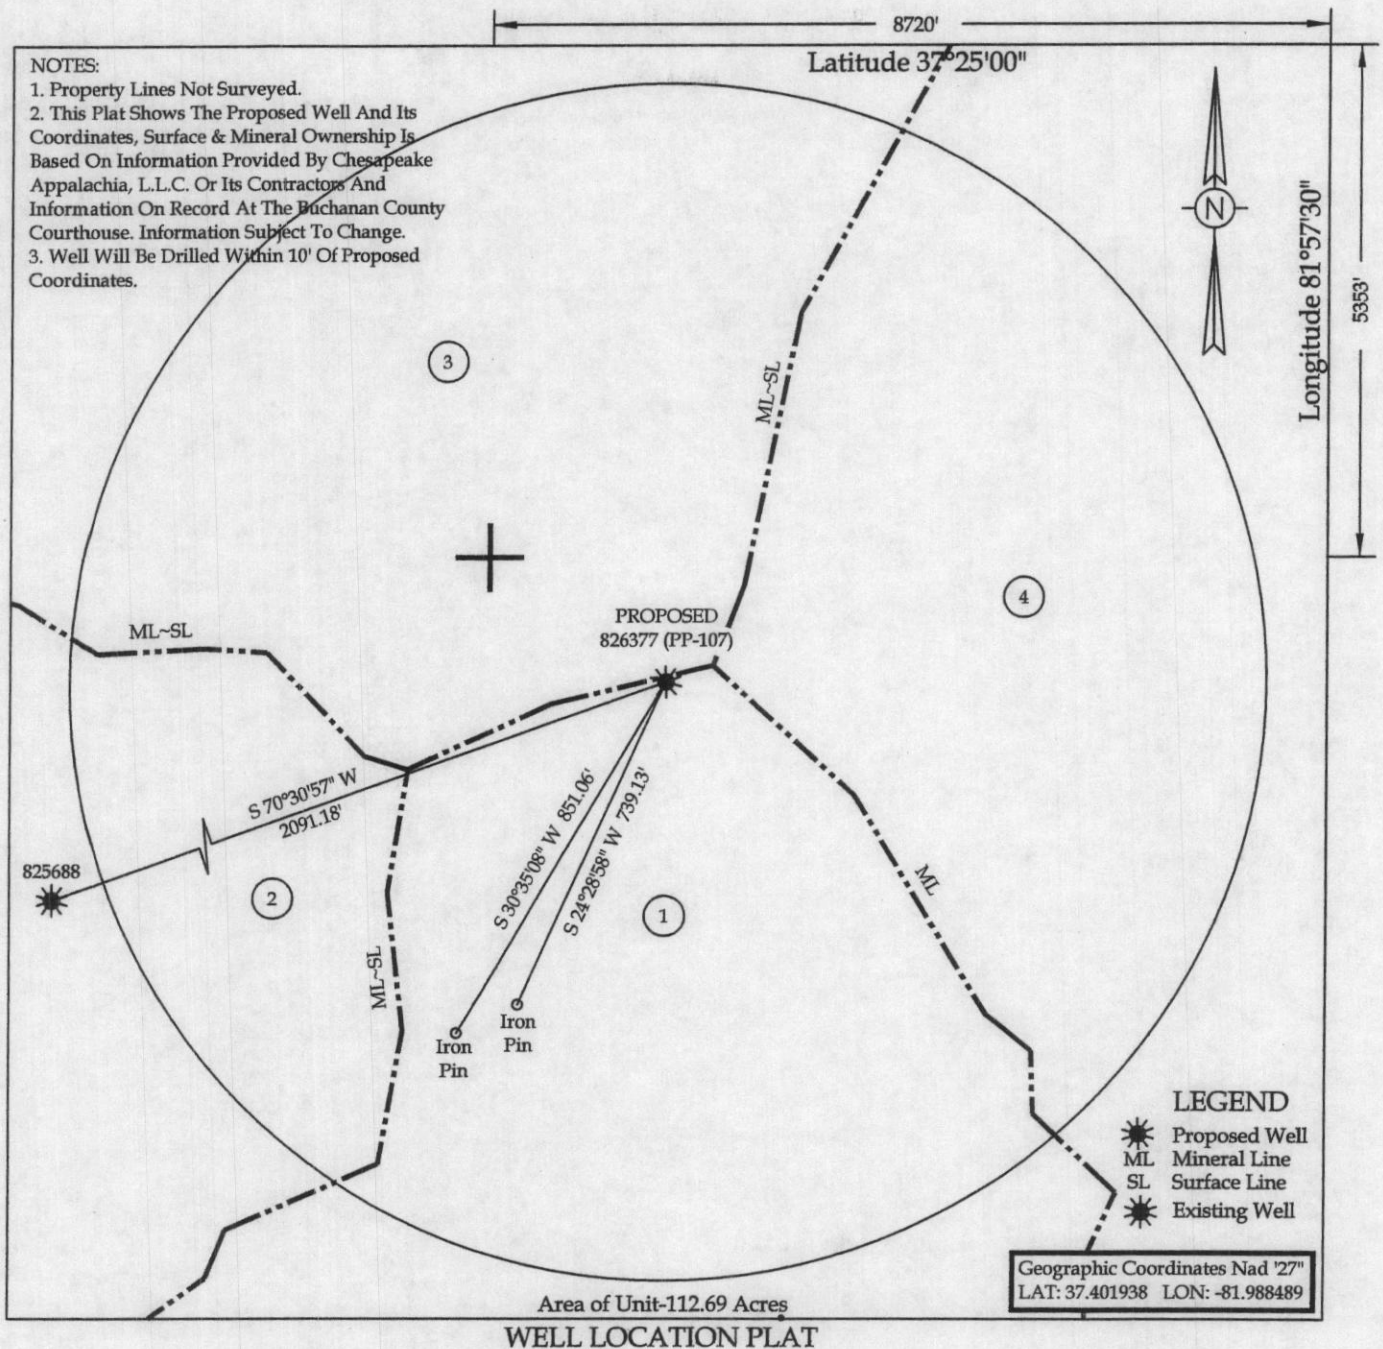 8720'
Latitude 37°25'00"
NOTES:
1. Property Lines Not Surveyed.
2. This Plat Shows The Proposed Well And Its
Coordinates, Surface & Mineral Ownership Is
Based On Information Provided By Chesapeake
Appalachia, L.L.C. Or Its Contractors And
Information On Record At The Buchanan County
Courthouse. Information Subject To Change.
3. Well Will Be Drilled Within 10' Of Proposed
Coordinates.
N
Longitude 81°57'30"
5353'
3
ML~SL
4
PROPOSED
826377 (PP-107)
ML~SL
S 70°30'57" W
2091.18'
825688
2
S 30°35'08" W 851.06'
S 24°28'58" W 739.13'
1
ML
ML~SL
Iron
Pin
Iron
Pin
LEGEND
Proposed Well
ML Mineral Line
SL Surface Line
Existing Well
Geographic Coordinates Nad '27"
LAT: 37.401938 LON: -81.988489
Area of Unit-112.69 Acres
WELL LOCATION PLAT